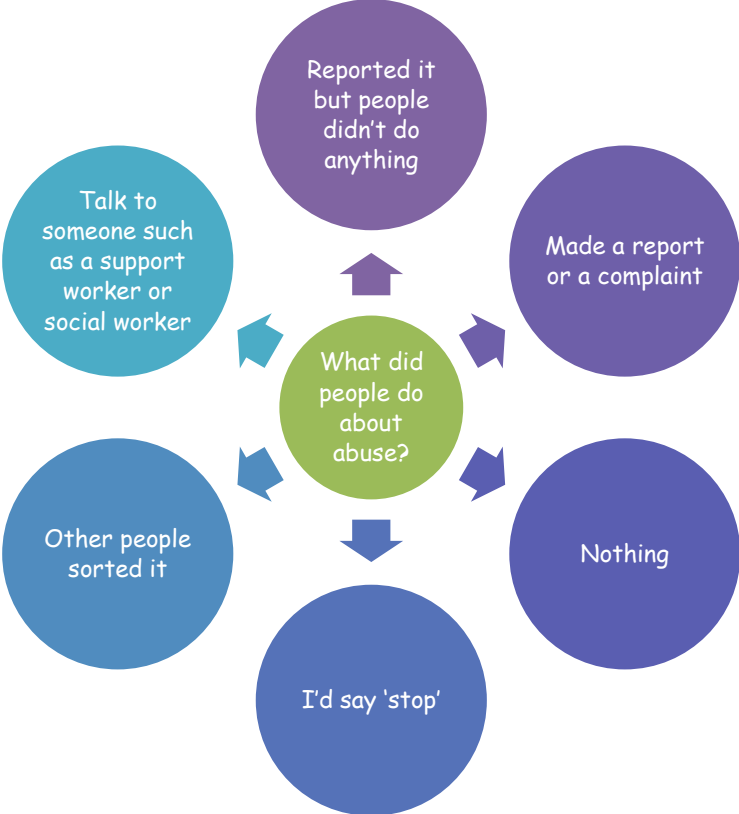 Reported it
but people
didn't do
anything
Made a report
or a complaint
Nothing
I'd say ‘stop’
Other people
sorted it
Talk to
someone such
as a support
worker or
social worker
What did
people do
about
abuse?